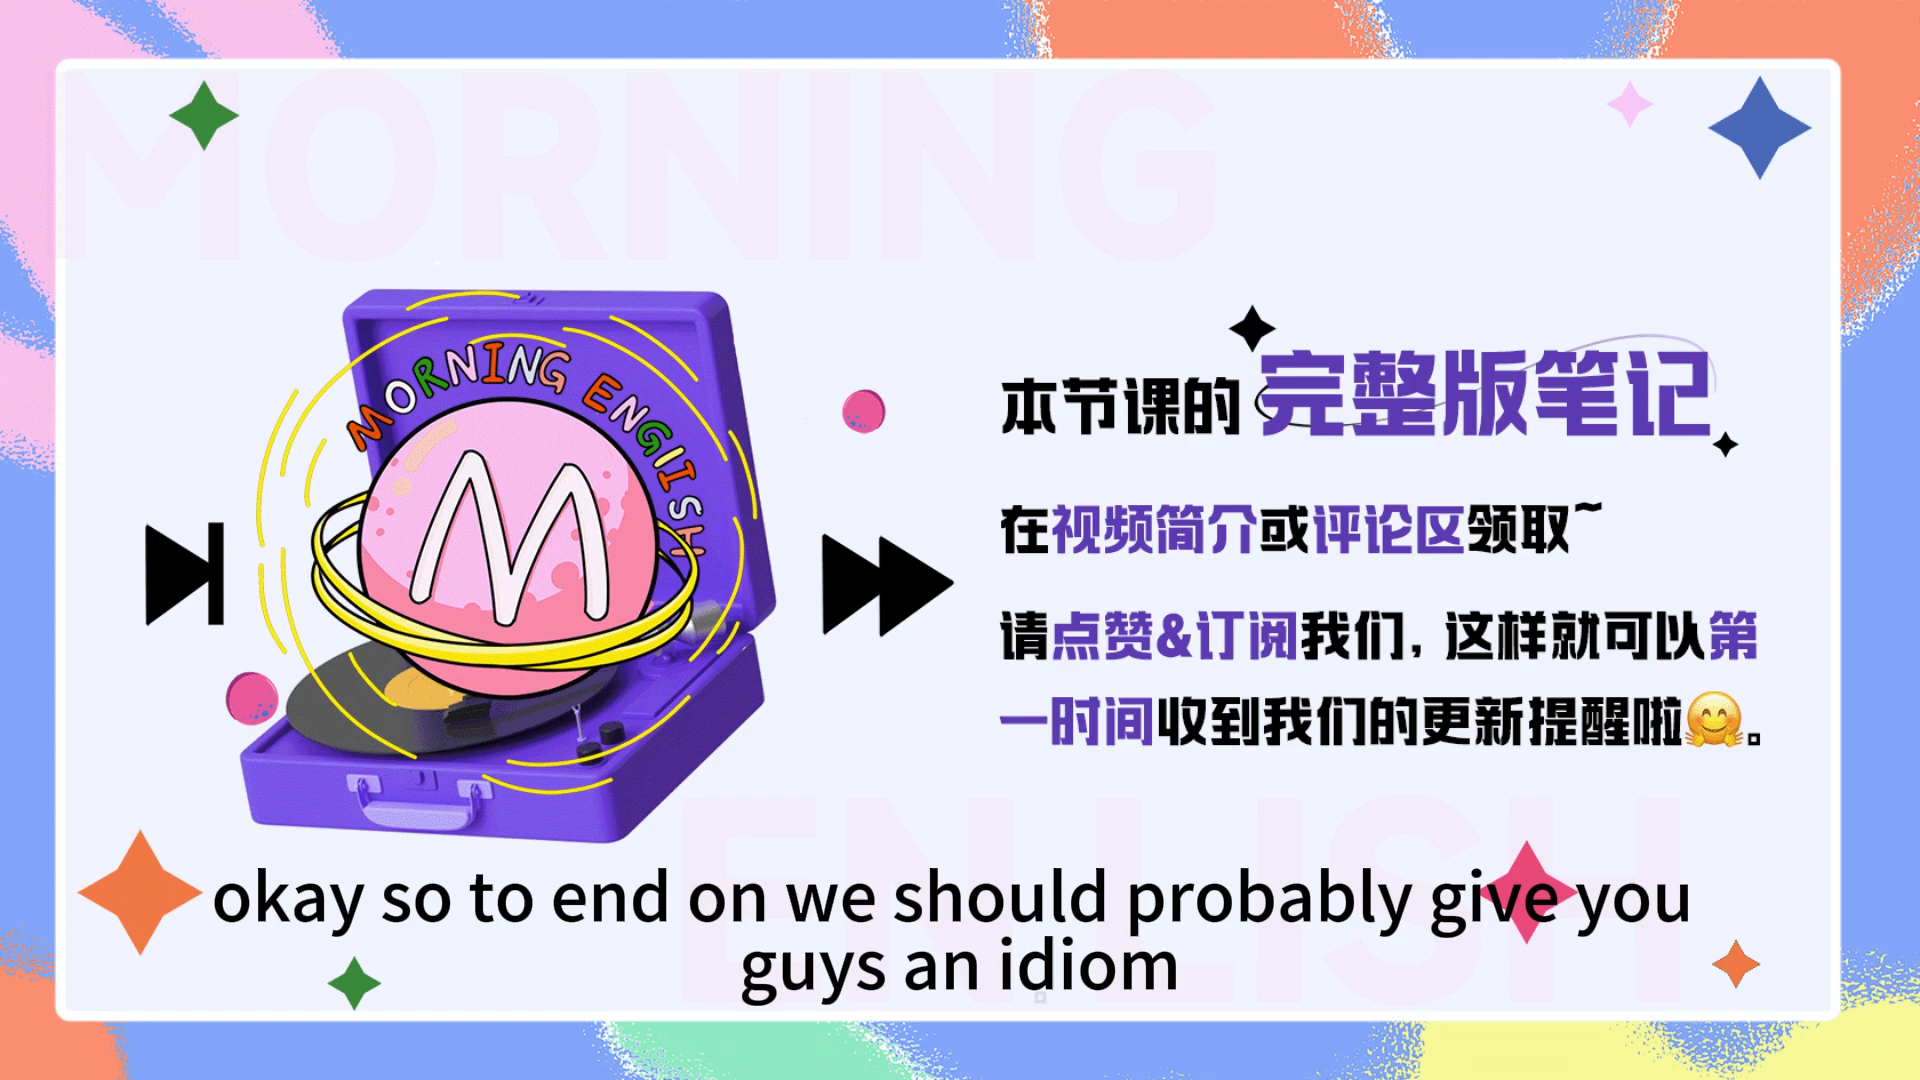 MORNING
MORNING ENGlISH
M
本节课的完整版笔记
在视频简介或评论区领取~
请点赞&订阅我们，这样就可以第
一时间收到我们的更新提醒啦🤗。
okay so to end on we should probably give you
guys an idiom